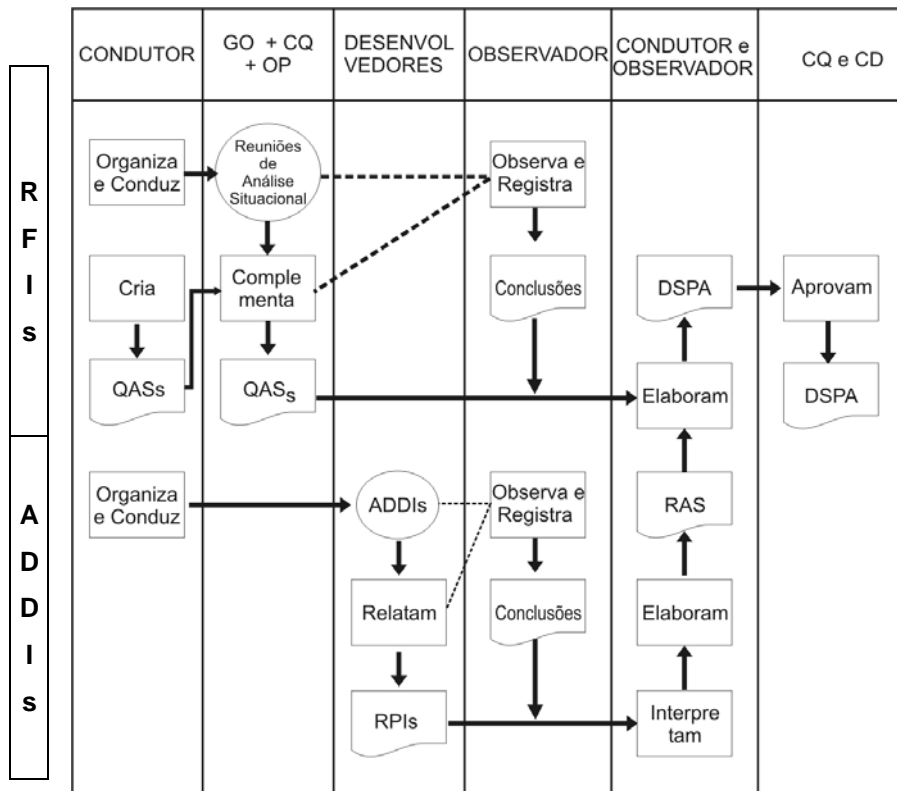 CONDUTOR
GO + CQ
+ OP
DESENVOL
VEDORES
OBSERVADOR
CONDUTOR e
OBSERVADOR
CQ e CD
R
F
I
s
Organiza
e Conduz
Reuniões
de
Análise
Situacional
Observa e
Registra
Cria
Comple
menta
Conclusões
DSPA
Aprovam
QASs
QASs
Elaboram
DSPA
A
D
D
I
s
Organiza
e Conduz
ADDIs
Observa e
Registra
RAS
Relatam
Conclusões
Elaboram
RPIs
Interpre
tam